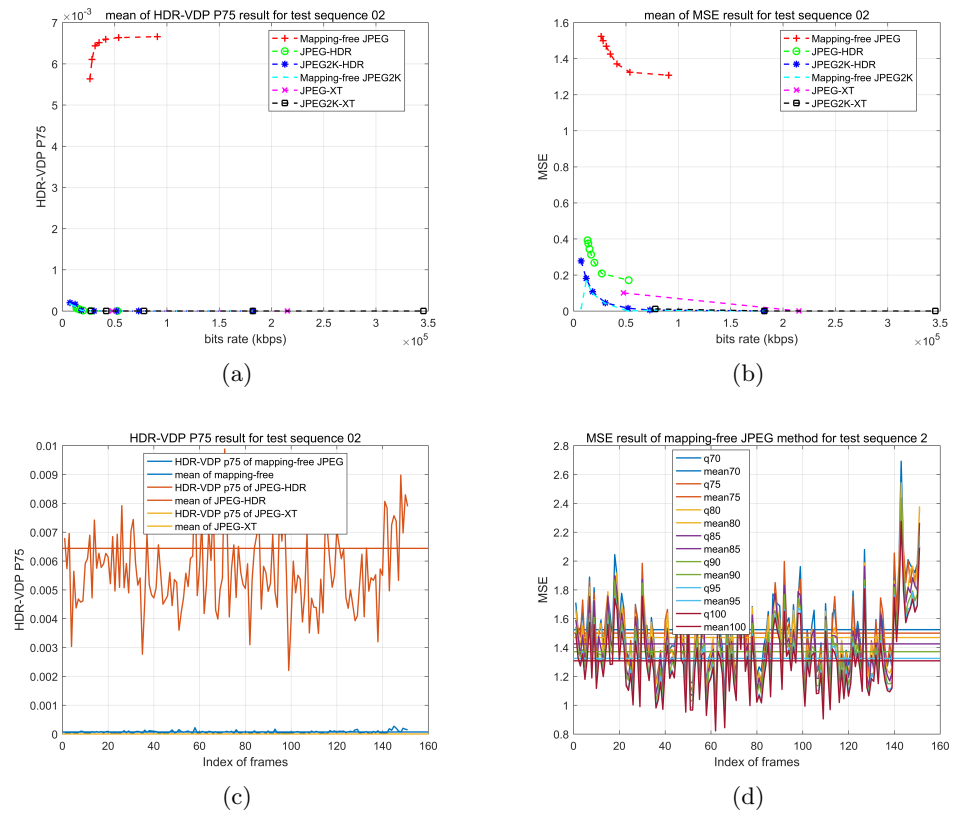 mean of HDR-VDP P75 result for test sequence 02
×10⁻³
7
6
5
4
3
2
1
0
HDR-VDP P75
Mapping-free JPEG
JPEG-HDR
JPEG2K-HDR
Mapping-free JPEG2K
JPEG-XT
JPEG2K-XT
0 0.5 1 1.5 2 2.5 3 3.5
bits rate (kbps)
×10⁵
(a)
mean of MSE result for test sequence 02
1.6
1.4
1.2
1
0.8
0.6
0.4
0.2
0
MSE
Mapping-free JPEG
JPEG-HDR
JPEG2K-HDR
Mapping-free JPEG2K
JPEG-XT
JPEG2K-XT
0 0.5 1 1.5 2 2.5 3 3.5
bits rate (kbps)
×10⁵
(b)
HDR-VDP P75 result for test sequence 02
0.01
0.009
0.008
0.007
0.006
0.005
0.004
0.003
0.002
0.001
0
HDR-VDP P75
HDR-VDP p75 of mapping-free JPEG
mean of mapping-free
HDR-VDP p75 of JPEG-HDR
mean of JPEG-HDR
HDR-VDP P75 of JPEG-XT
mean of JPEG-XT
0 20 40 60 80 100 120 140 160
Index of frames
(c)
MSE result of mapping-free JPEG method for test sequence 2
2.8
2.6
2.4
2.2
2
1.8
1.6
1.4
1.2
1
0.8
MSE
q70
mean70
q75
mean75
q80
mean80
q85
mean85
q90
mean90
q95
mean95
q100
mean100
0 20 40 60 80 100 120 140 160
Index of frames
(d)